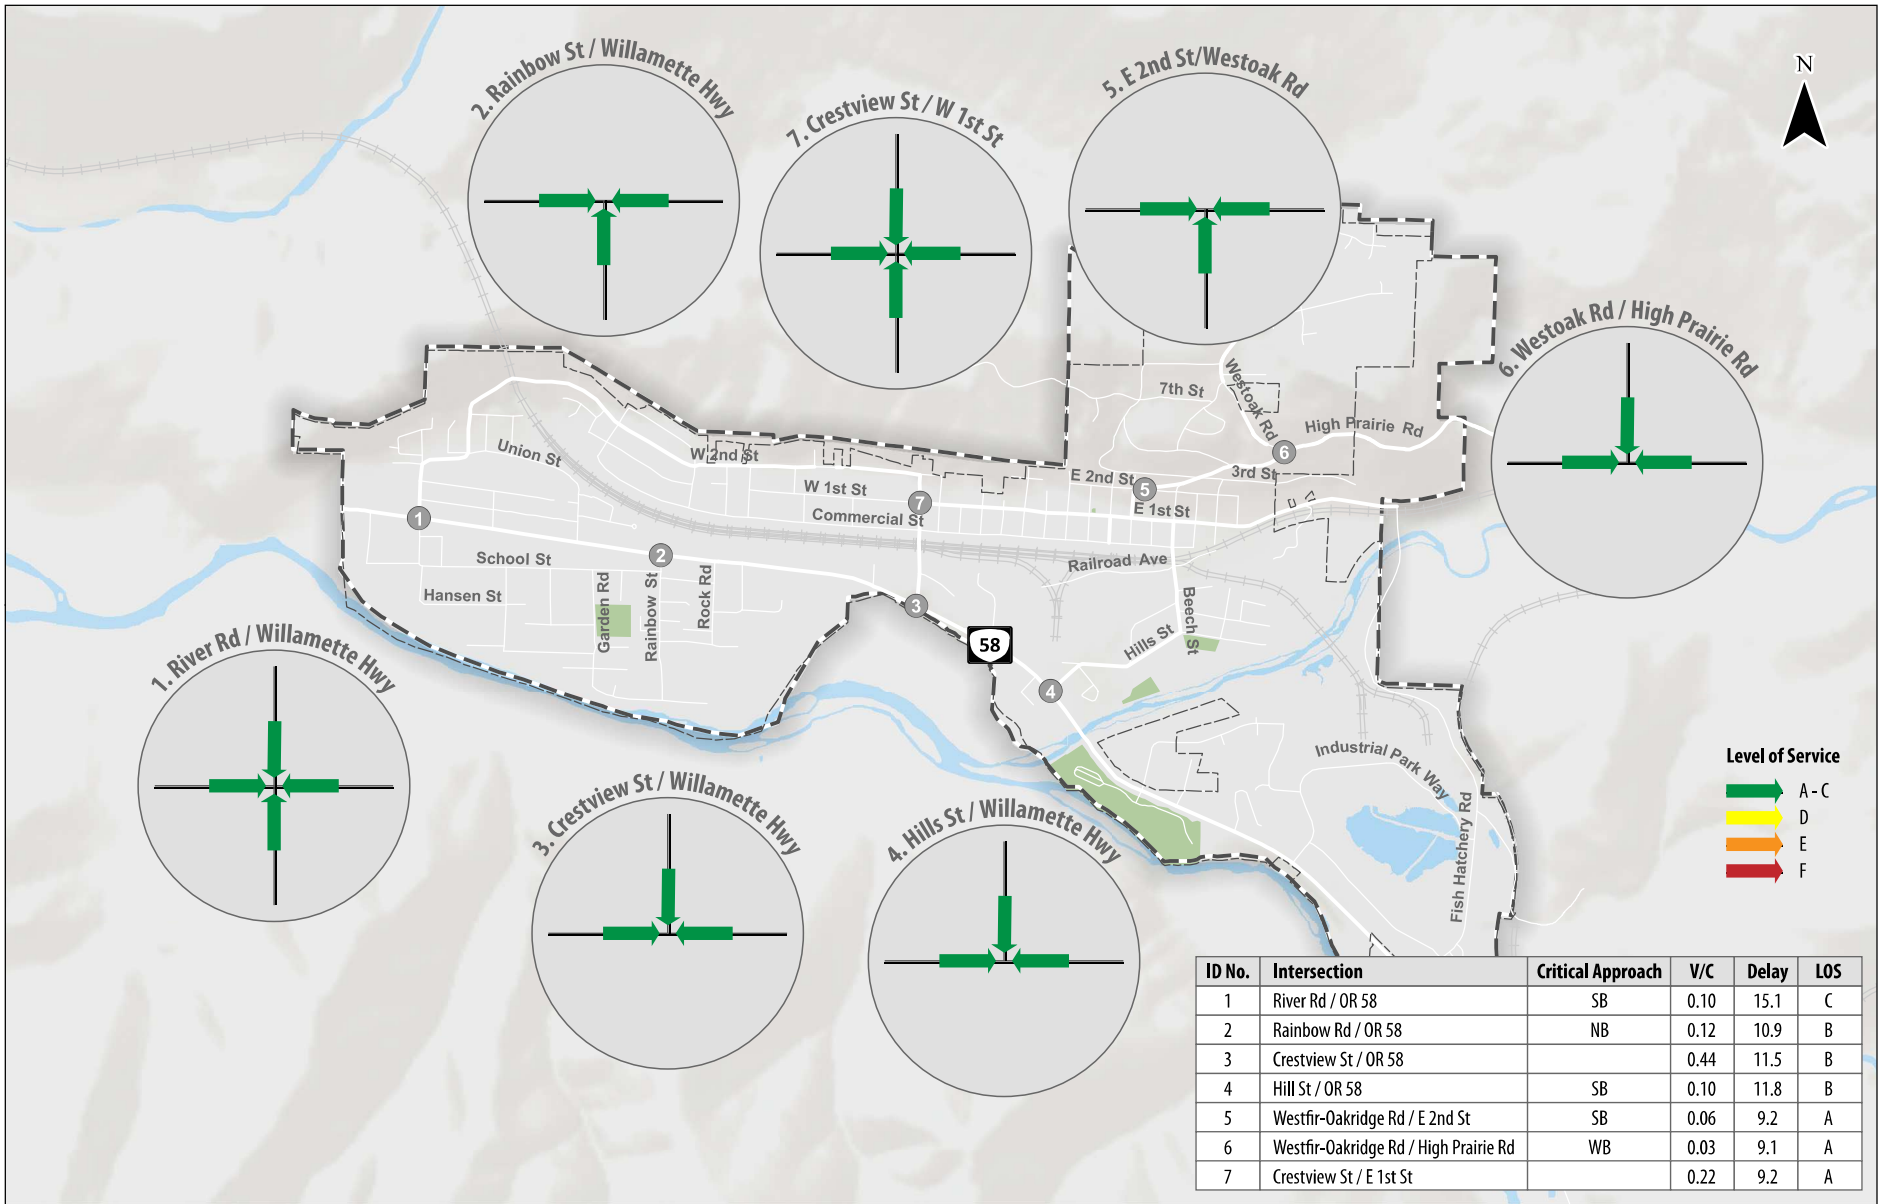 2. Rainbow St / Willamette Hwy
7. Crestview St / W 1st St
5. E 2nd St/Westoak Rd
N
6. Westoak Rd / High Prairie Rd
Westoak Rd
7th St
High Prairie Rd
6
3rd St
Union St
W 2nd St
E 2nd St
5
W 1st St
7
E 1st St
Commercial St
1
2
School St
Railroad Ave
Hansen St
Garden Rd
Rainbow St
Rock Rd
3
Beech St
58
Hills St
4
1. River Rd / Willamette Hwy
3. Crestview St / Willamette Hwy
4. Hills St / Willamette Hwy
Industrial Park Way
Fish Hatchery Rd
Level of Service
A - C
D
E
F
ID No. Intersection Critical Approach V/C Delay LOS
1 River Rd / OR 58 SB 0.10 15.1 C
2 Rainbow Rd / OR 58 NB 0.12 10.9 B
3 Crestview St / OR 58 0.44 11.5 B
4 Hill St / OR 58 SB 0.10 11.8 B
5 Westfir-Oakridge Rd / E 2nd St SB 0.06 9.2 A
6 Westfir-Oakridge Rd / High Prairie Rd WB 0.03 9.1 A
7 Crestview St / E 1st St 0.22 9.2 A